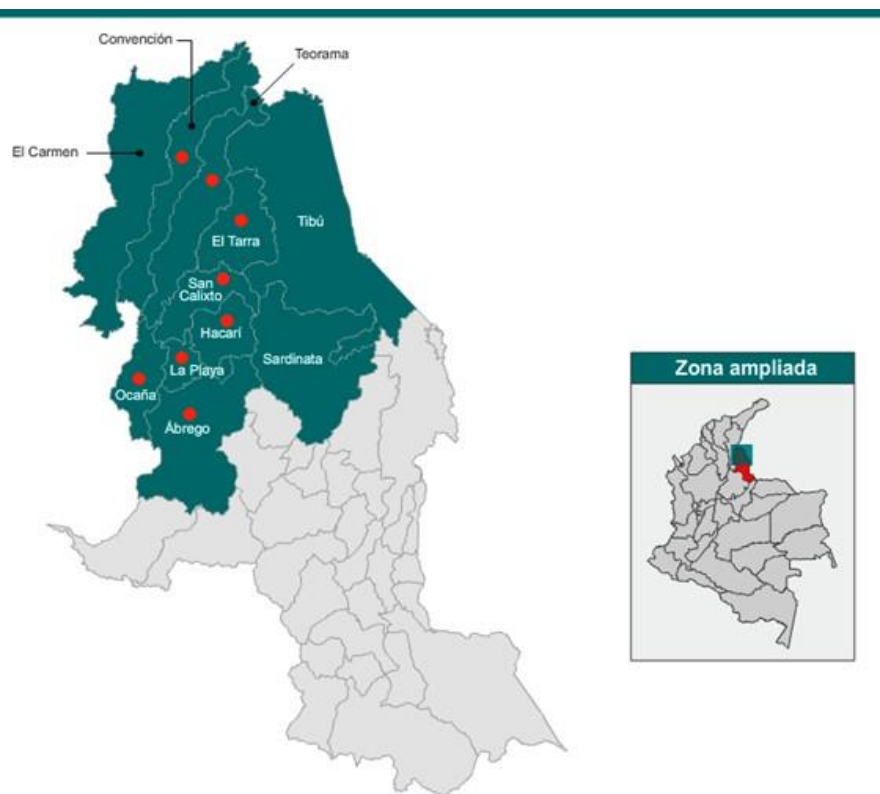 Convención
Teorama
El Carmen
Tibú
El Tarra
San
Calixto
Hacarí
Sardinata
La Playa
Ocaña
Ábrego
Zona ampliada